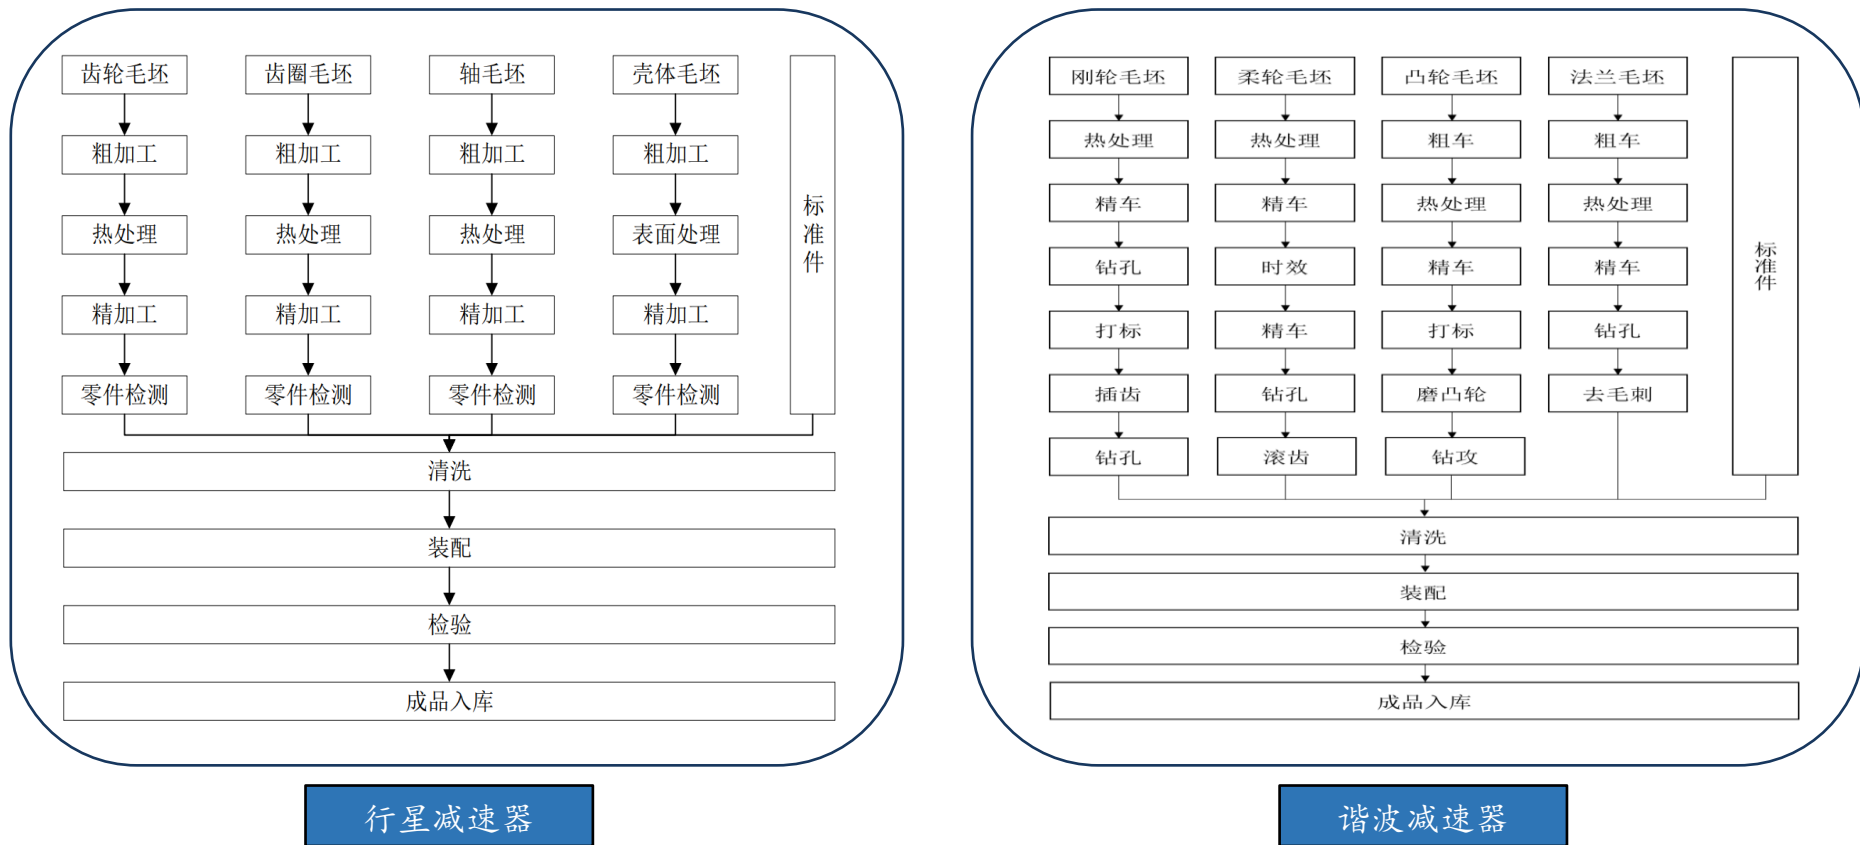 齿轮毛坯 齿圈毛坯 轴毛坯 壳体毛坯
粗加工 粗加工 粗加工 粗加工
热处理 热处理 热处理 表面处理
精加工 精加工 精加工 精加工
零件检测 零件检测 零件检测 零件检测
标准件
清洗
装配
检验
成品入库
行星减速器
刚轮毛坯 柔轮毛坯 凸轮毛坯 法兰毛坯
热处理 热处理 粗车 粗车
精车 精车 热处理 热处理
钻孔 时效 精车 精车
打标 精车 打标 钻孔
插齿 钻孔 磨凸轮 去毛刺
钻孔 滚齿 钻攻
标准件
清洗
装配
检验
成品入库
谐波减速器